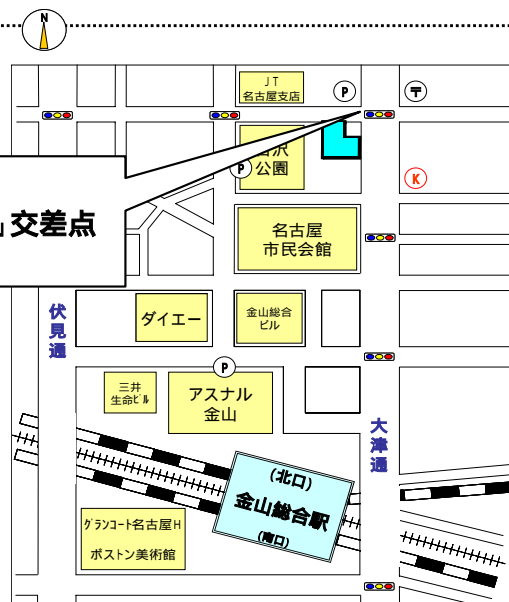 N
JT
名古屋支店
P
〒
P
公園
K
交差点
名古屋
市民会館
伏見通
ダイエー
金山総合
ビル
P
三井
生命ビル
アスナル
金山
大津通
(北口)
金山総合駅
(南口)
グランコート名古屋H
ボストン美術館